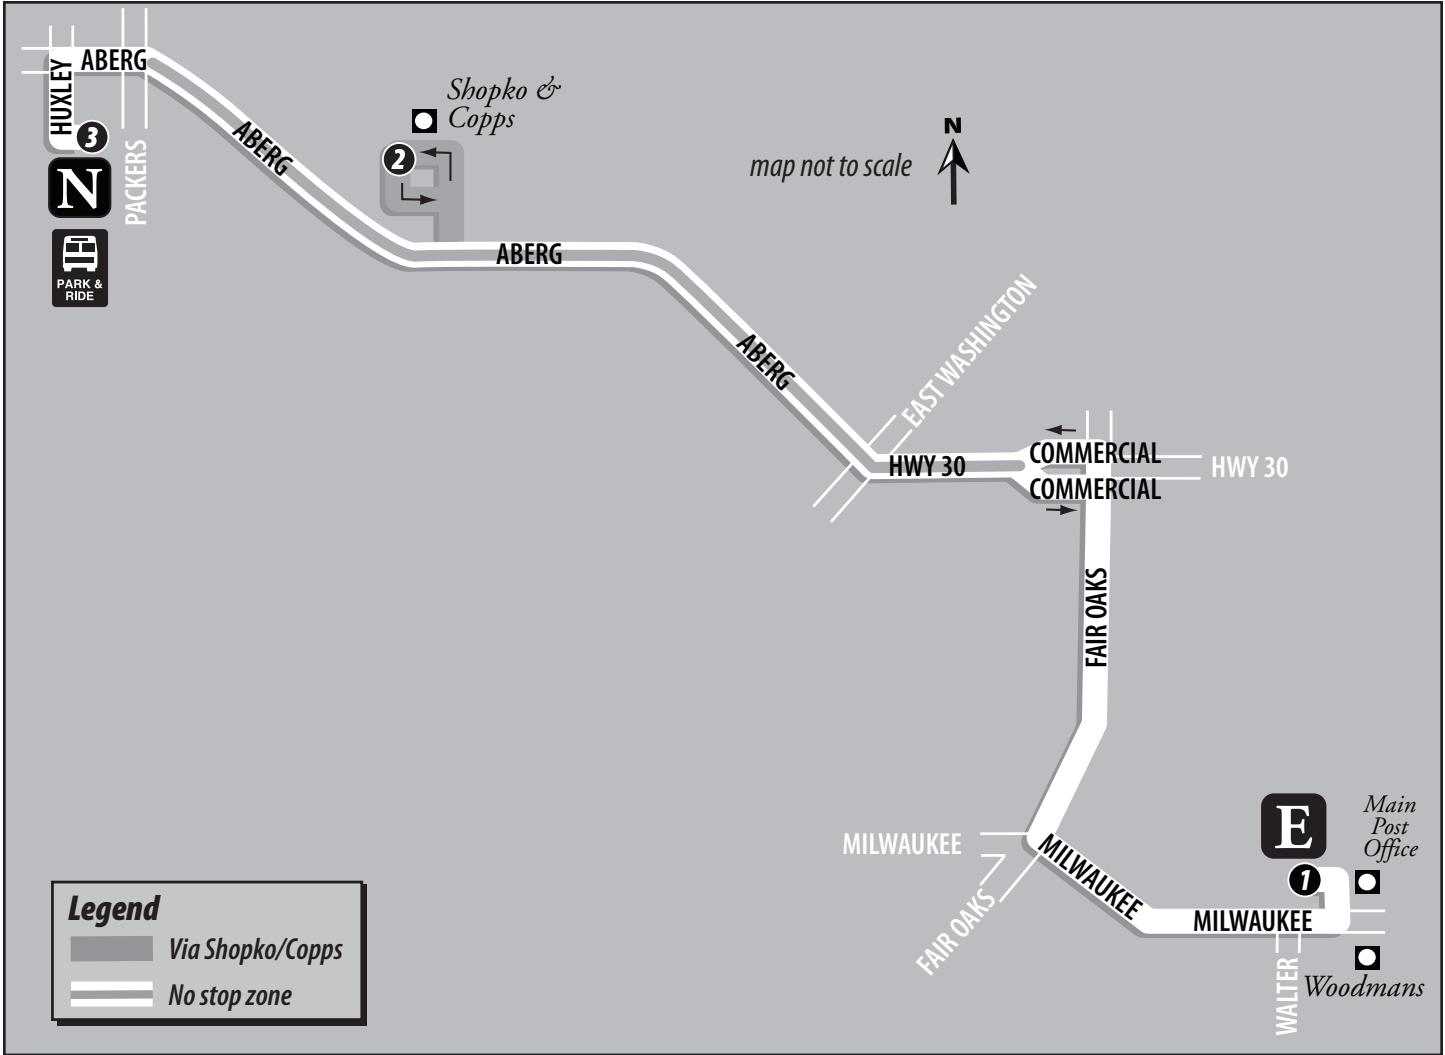 ABERG
HUXLEY
3
N
PARK &
RIDE
PACKERS
ABERG
Shopko &
Copps
2
map not to scale
N
ABERG
ABERG
EAST WASHINGTON
HWY 30
COMMERCIAL
COMMERCIAL
HWY 30
FAIR OAKS
MILWAUKEE
FAIR OAKS
MILWAUKEE
MILWAUKEE
E
1
Main
Post
Office
WALTER
Woodmans
Legend
Via Shopko/Copps
No stop zone